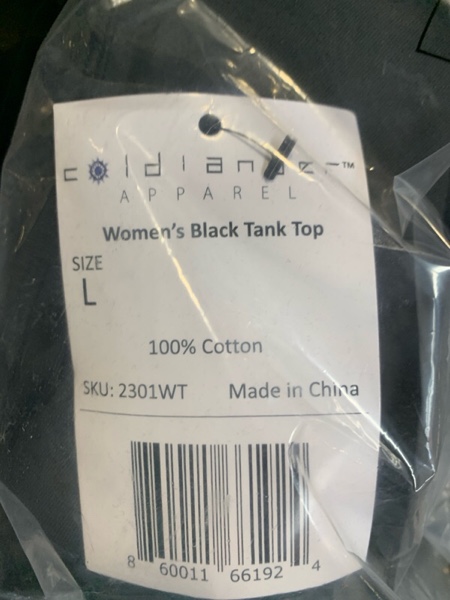 APPAREL
Women's Black Tank Top
SIZE
L
100% Cotton
SKU: 2301WT Made in China
8 60011 66192 4